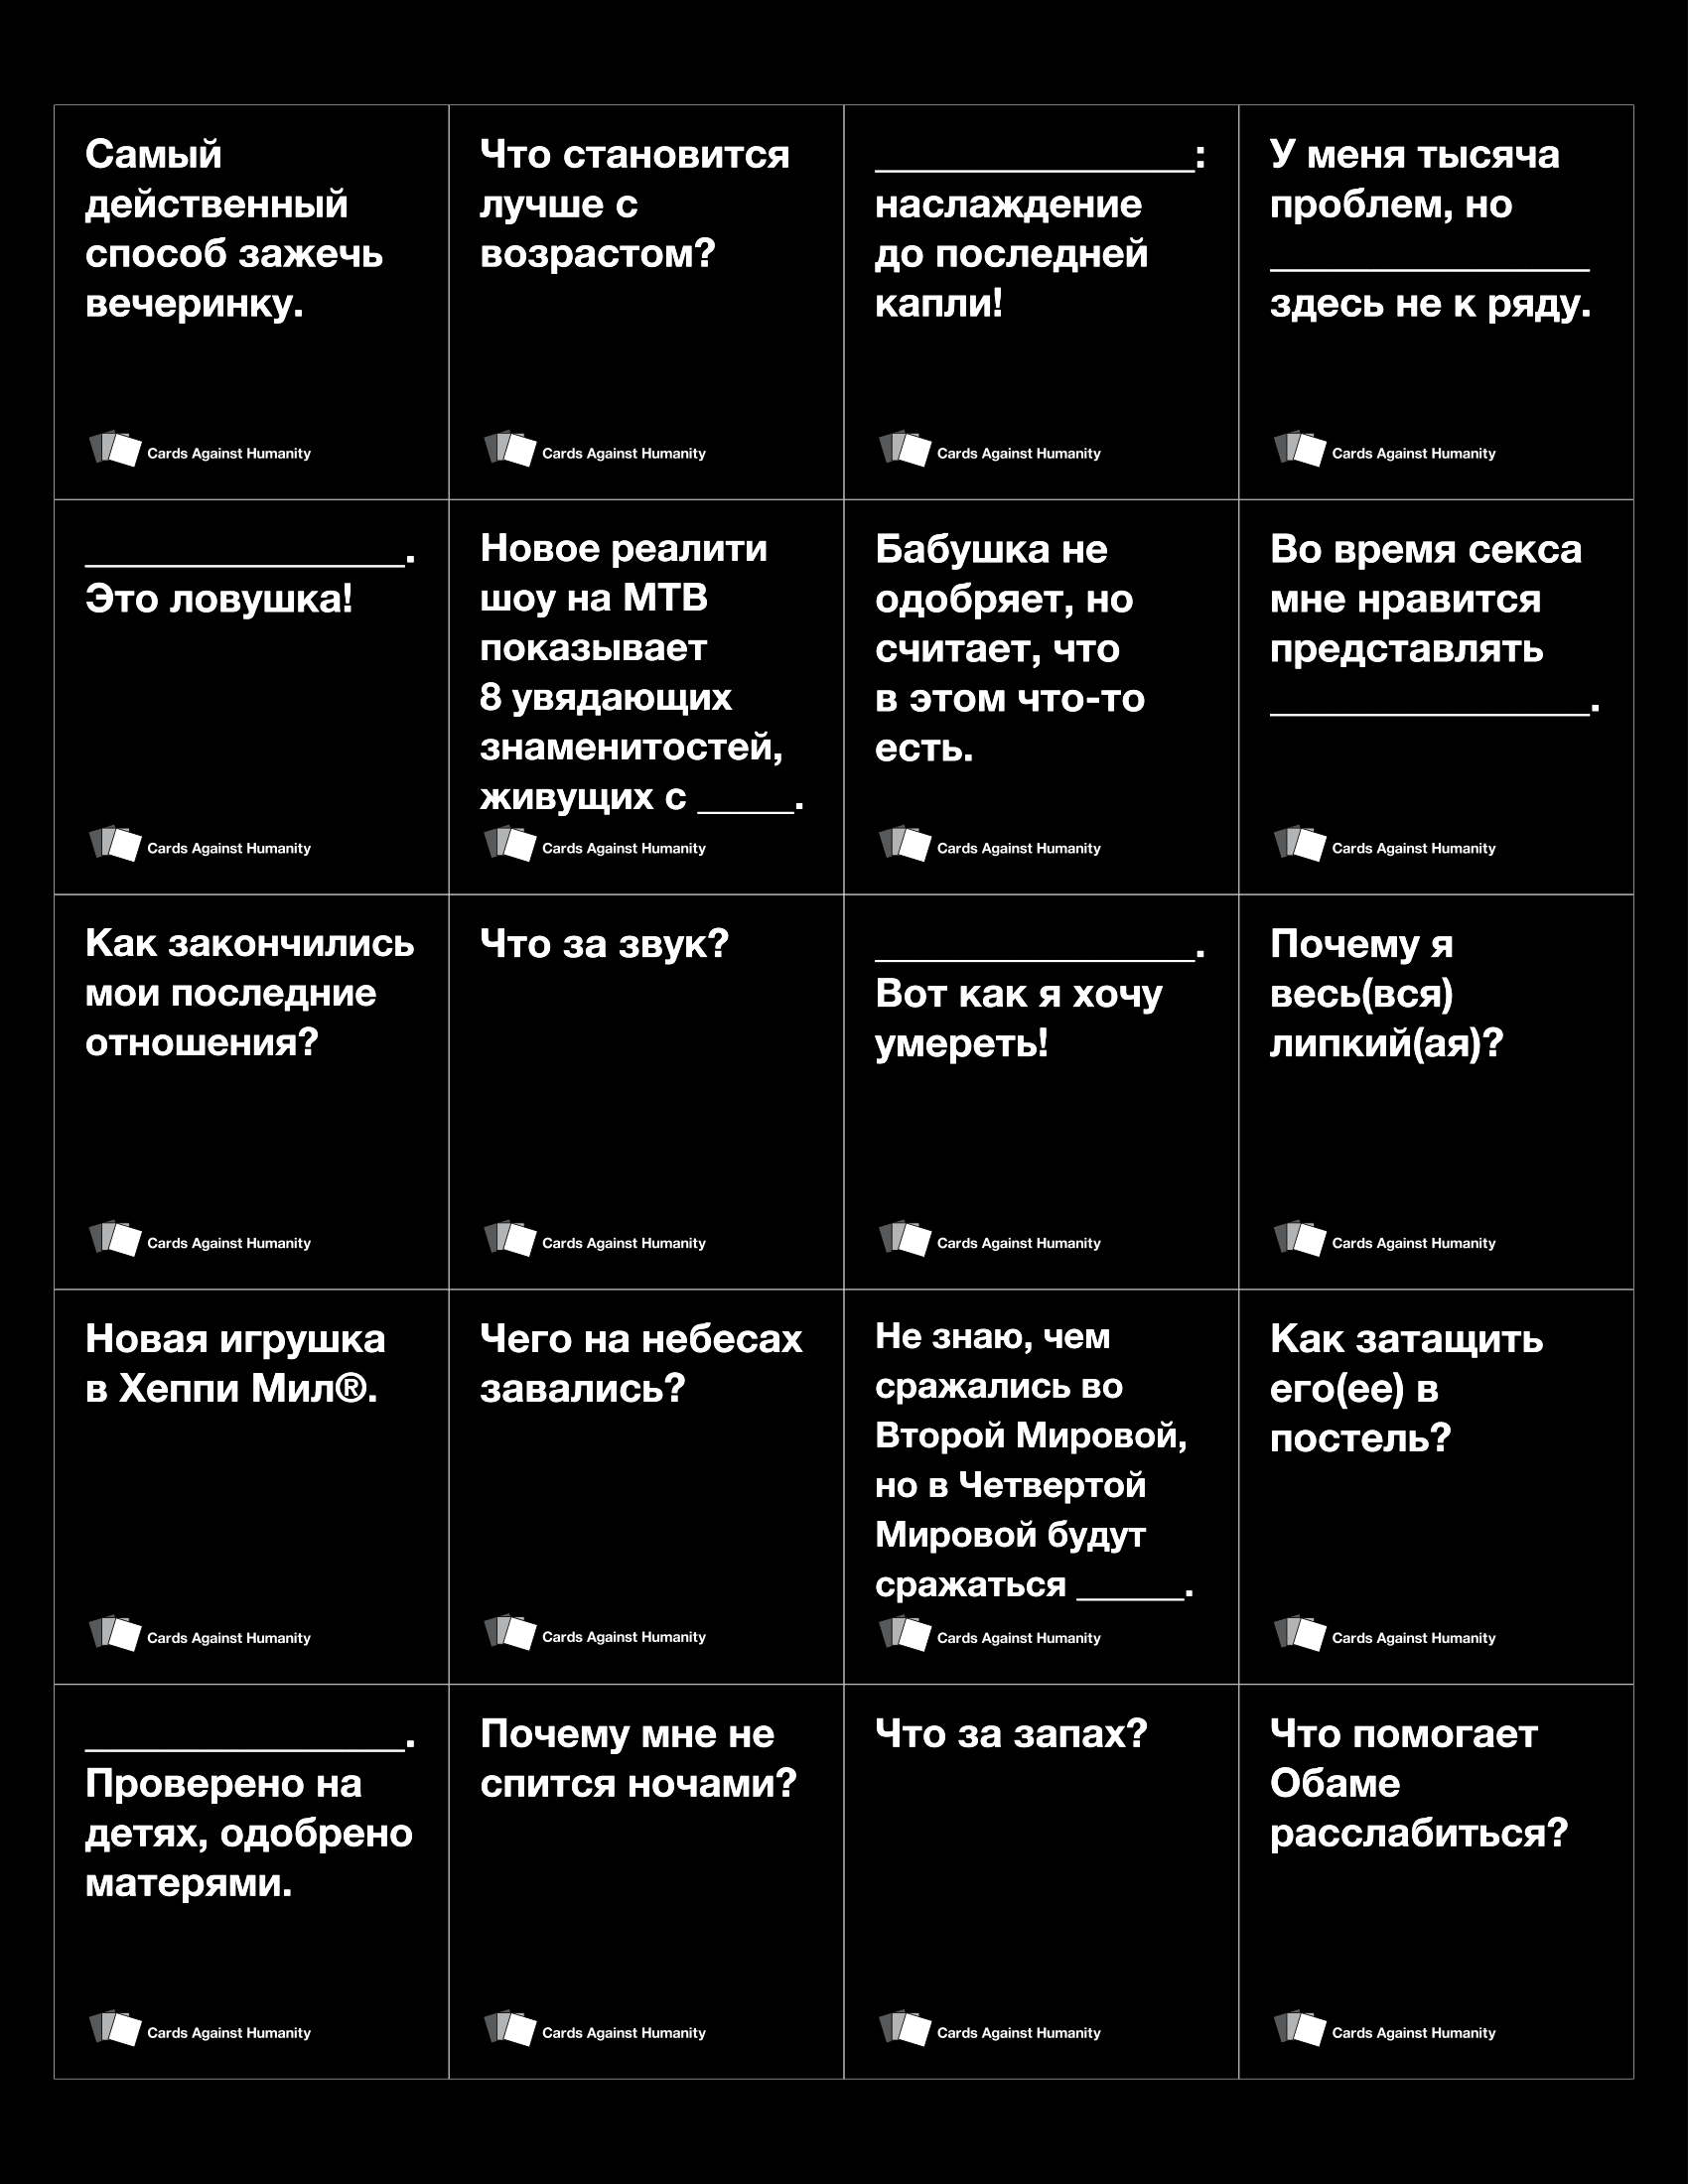 Самый
действенный
способ зажечь
вечеринку.
Cards Against Humanity
Что становится
лучше с
возрастом?
Cards Against Humanity
________________:
наслаждение
до последней
капли!
Cards Against Humanity
У меня тысяча
проблем, но
________________
здесь не к ряду.
Cards Against Humanity
________________.
Это ловушка!
Cards Against Humanity
Новое реалити
шоу на МТВ
показывает
8 увядающих
знаменитостей,
живущих с _____.
Cards Against Humanity
Бабушка не
одобряет, но
считает, что
в этом что-то
есть.
Cards Against Humanity
Во время секса
мне нравится
представлять
________________.
Cards Against Humanity
Как закончились
мои последние
отношения?
Cards Against Humanity
Что за звук?
Cards Against Humanity
________________.
Вот как я хочу
умереть!
Cards Against Humanity
Почему я
весь(вся)
липкий(ая)?
Cards Against Humanity
Новая игрушка
в Хеппи Мил®.
Cards Against Humanity
Чего на небесах
завались?
Cards Against Humanity
Не знаю, чем
сражались во
Второй Мировой,
но в Четвертой
Мировой будут
сражаться ______.
Cards Against Humanity
Как затащить
его(ее) в
постель?
Cards Against Humanity
________________.
Проверено на
детях, одобрено
матерями.
Cards Against Humanity
Почему мне не
спится ночами?
Cards Against Humanity
Что за запах?
Cards Against Humanity
Что помогает
Обаме
расслабиться?
Cards Against Humanity